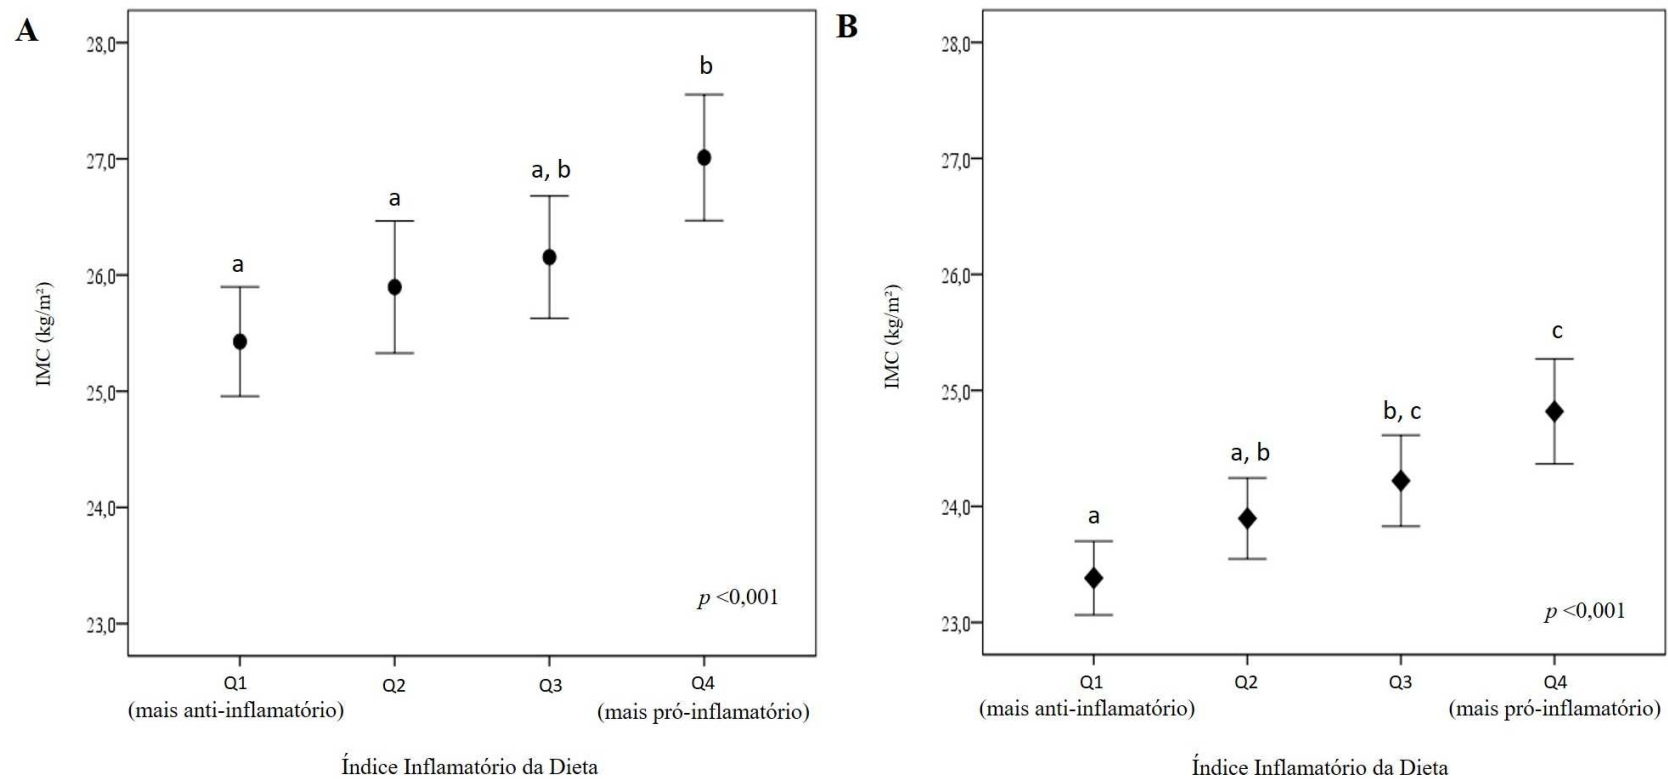 A
28,0
27,0
26,0
25,0
24,0
23,0
IMC (kg/m²)
a
a
a, b
b
p <0,001
Q1
Q2
Q3
Q4
(mais anti-inflamatório)
(mais pró-inflamatório)
Índice Inflamatório da Dieta
B
28,0
27,0
26,0
25,0
24,0
23,0
IMC (kg/m²)
a
a, b
b, c
c
p <0,001
Q1
Q2
Q3
Q4
(mais anti-inflamatório)
(mais pró-inflamatório)
Índice Inflamatório da Dieta